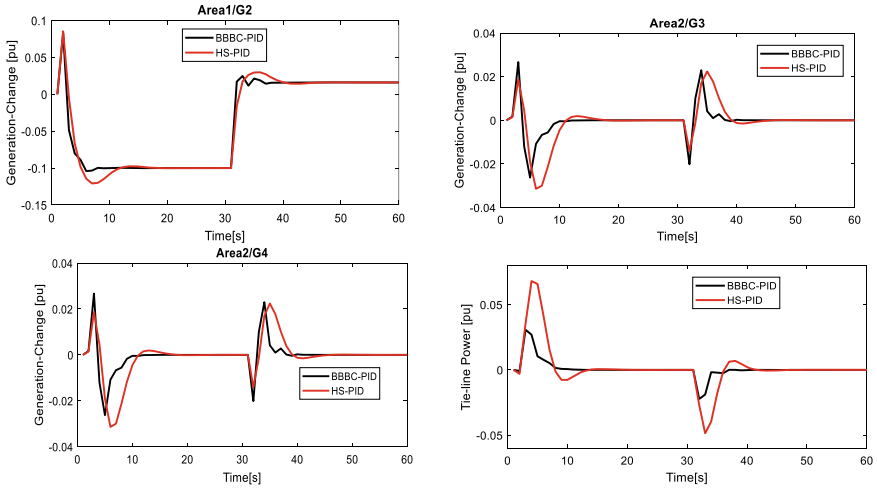 Area1/G2
Generation-Change [pu]
0.1
0.05
0
-0.05
-0.1
-0.15
BBBC-PID
HS-PID
0 10 20 30 40 50 60
Time[s]
Area2/G3
Generation-Change [pu]
0.04
0.02
0
-0.02
-0.04
BBBC-PID
HS-PID
0 10 20 30 40 50 60
Time[s]
Area2/G4
Generation-Change [pu]
0.04
0.02
0
-0.02
-0.04
BBBC-PID
HS-PID
0 10 20 30 40 50 60
Time[s]
Tie-line Power [pu]
0.05
0
-0.05
BBBC-PID
HS-PID
0 10 20 30 40 50 60
Time[s]